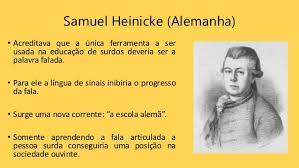 Samuel Heinicke (Alemanha)
• Acreditava que a única ferramenta a ser
usada na educação de surdos deveria ser a
palavra falada.
• Para ele a língua de sinais inibiria o progresso
da fala.
• Surge uma nova corrente: “a escola alemã”.
• Somente aprendendo a fala articulada a
pessoa surda conseguiria uma posição na
sociedade ouvinte.